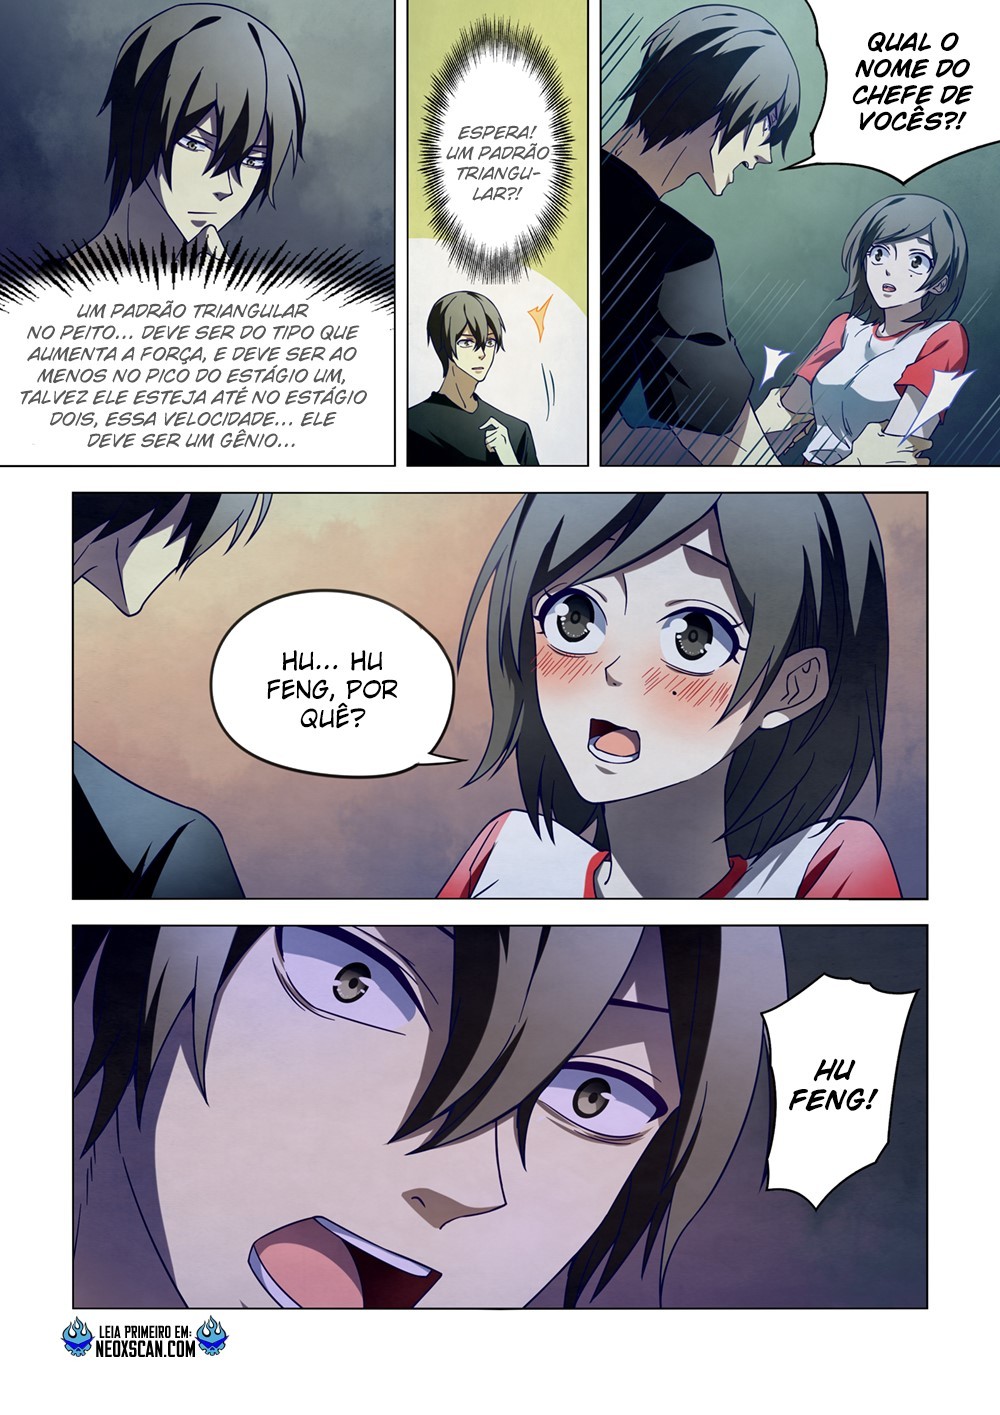 UM PADRÃO TRIANGULAR
NO PEITO... DEVE SER DO TIPO QUE
AUMENTA A FORÇA, E DEVE SER AO
MENOS NO PICO DO ESTÁGIO UM,
TALVEZ ELE ESTEJA ATÉ NO ESTÁGIO
DOIS, ESSA VELOCIDADE... ELE
DEVE SER UM GÊNIO...
ESPERA!
UM PADRÃO
TRIANGU-
LAR?!
QUAL O
NOME DO
CHEFE DE
VOCÊS?!
HU... HU
FENG, POR
QUÊ?
HU
FENG!
LEIA PRIMEIRO EM:
NEOXSCAN.COM